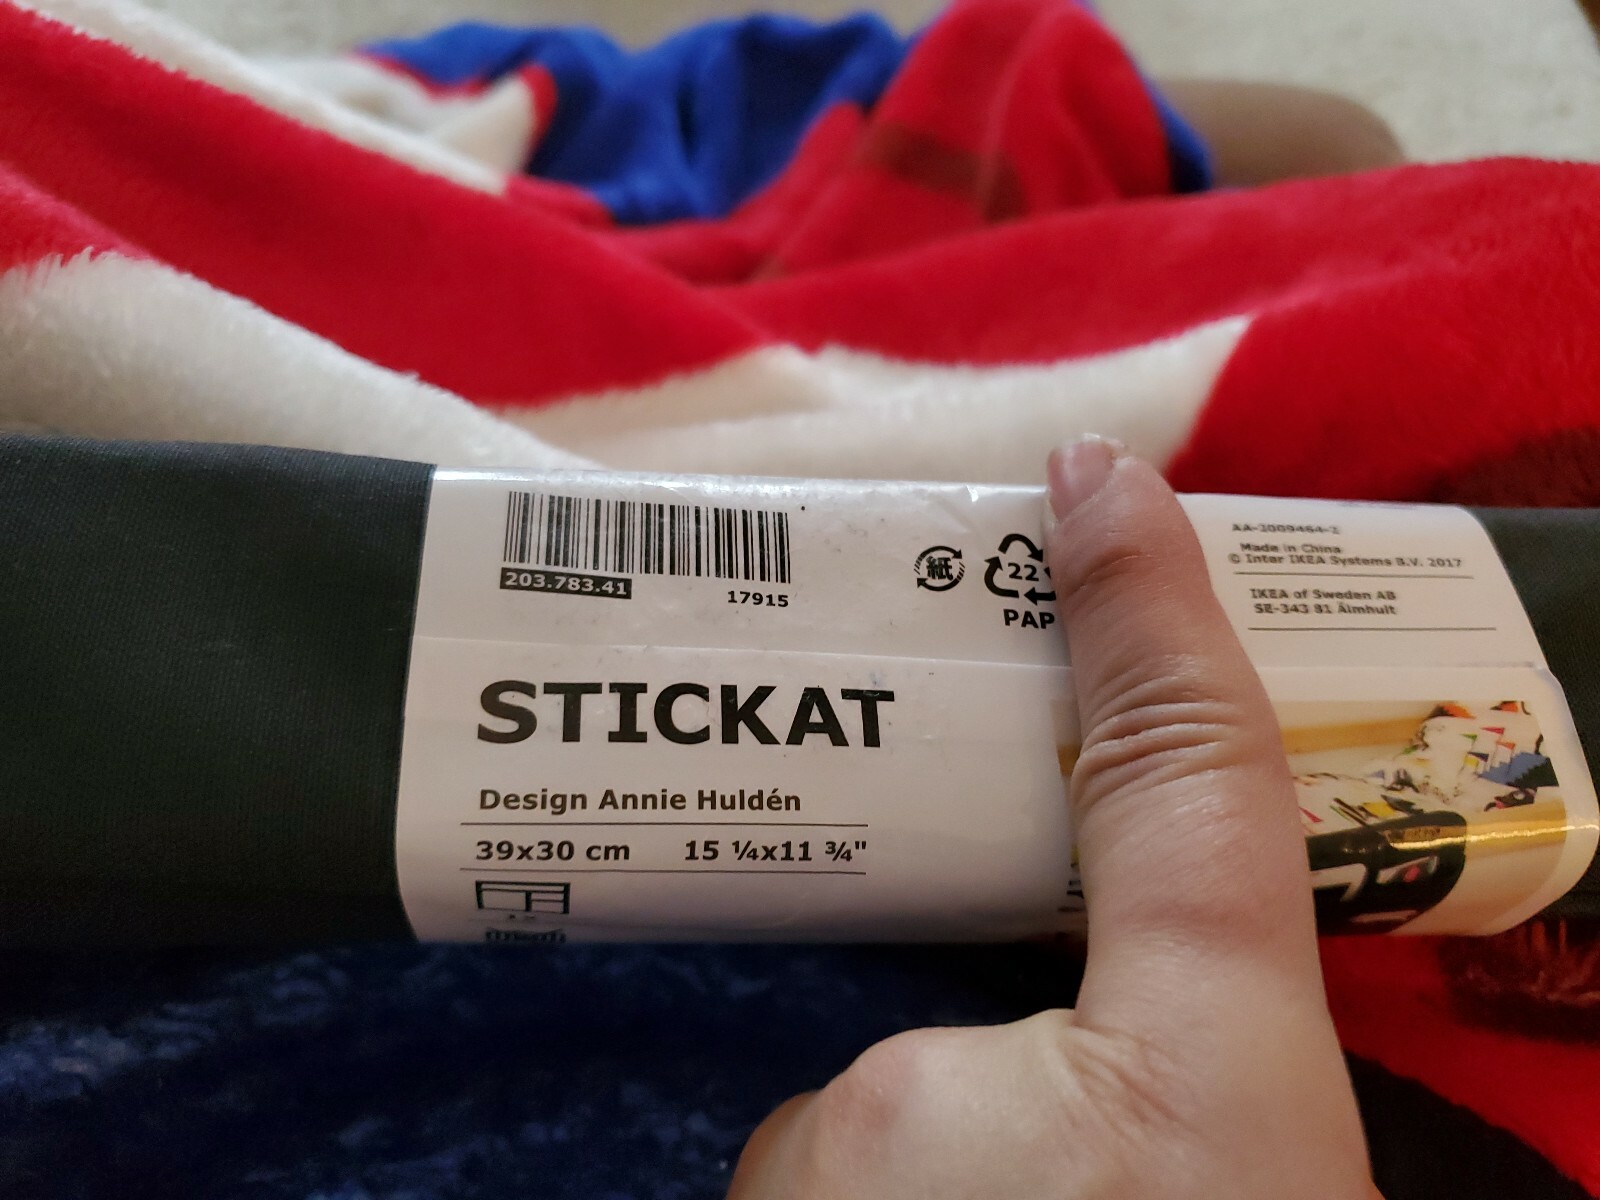 203.783.41
17915
紙
22
PAP
AA-2009464-2
Made in China
© Inter IKEA Systems B.V. 2017
IKEA of Sweden AB
SE-343 81 Älmhult
STICKAT
Design Annie Huldén
39x30 cm 15 ¼x11 ¾"